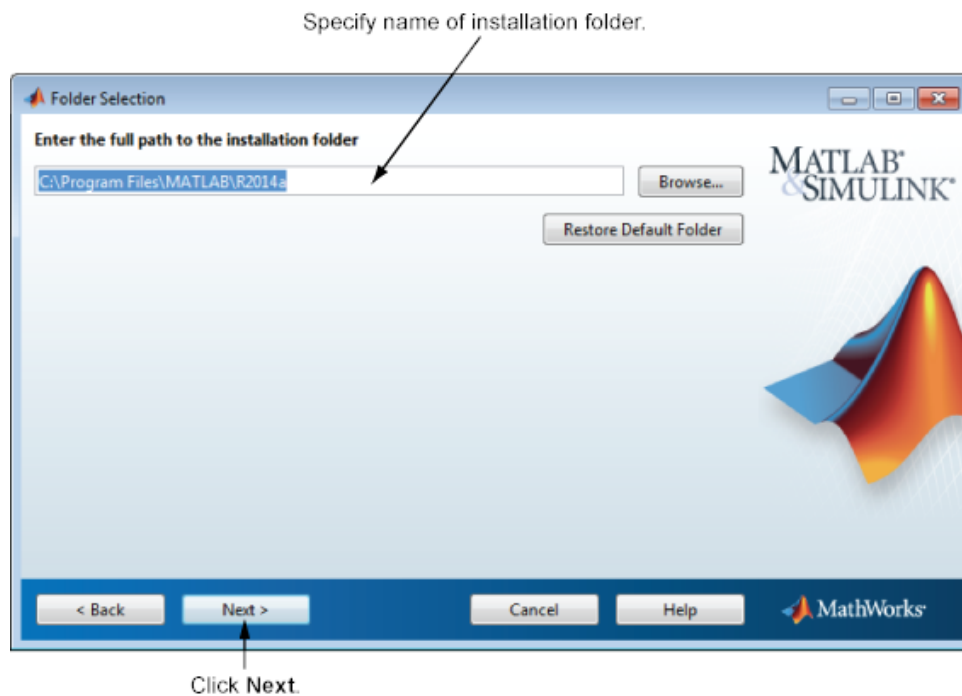 Specify name of installation folder.
Folder Selection
Enter the full path to the installation folder
C:\Program Files\MATLAB\R2014a
Browse...
Restore Default Folder
MATLAB®
&SIMULINK®
< Back
Next >
Cancel
Help
MathWorks®
Click Next.